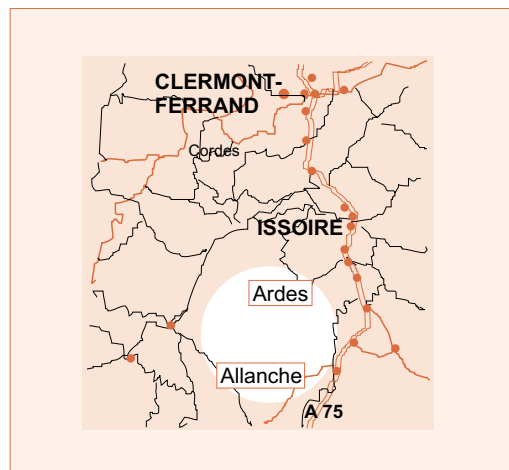 CLERMONT-
FERRAND
Cordes
ISSOIRE
Ardes
Allanche
A 75